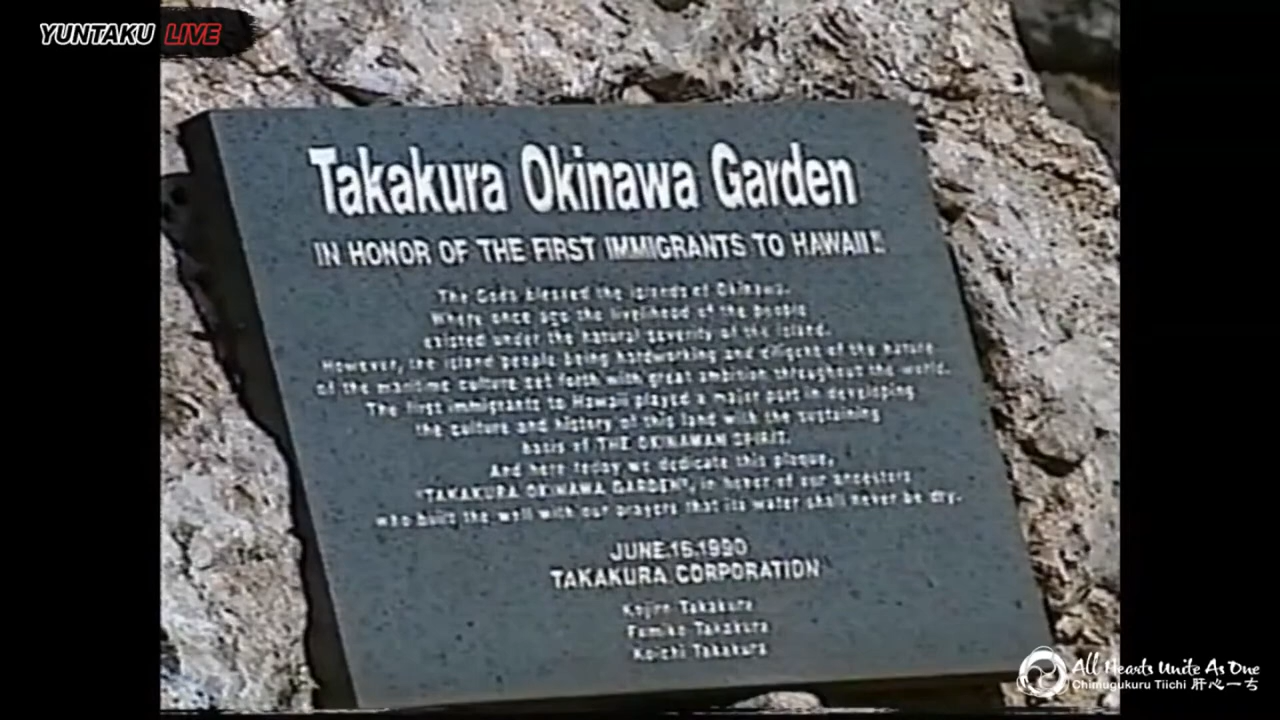 YUNTAKU LIVE
Takakura Okinawa Garden
IN HONOR OF THE FIRST IMMIGRANTS TO HAWAII!!
The Gods blessed the islands of Okinawa.
Where once ago the livelihood of the people
existed under the natural severity of the island.
However, the island people being hardworking and diligent of the nature
of the maritime culture set forth with great ambition throughout the world.
The first immigrants to Hawaii played a major part in developing
the culture and history of this land with the sustaining
basis of THE OKINAWAN SPIRIT.
And here today we dedicate this plaque,
"TAKAKURA OKINAWA GARDEN", in honor of our ancestors
who built the well with our prayers that its water shall never be dry.
JUNE.15.1990
TAKAKURA CORPORATION
Takakura
Fumiko Takakura
Koichi Takakura
All Hearts Unite As One
Chimugukuru Tiichi 肝心一ち